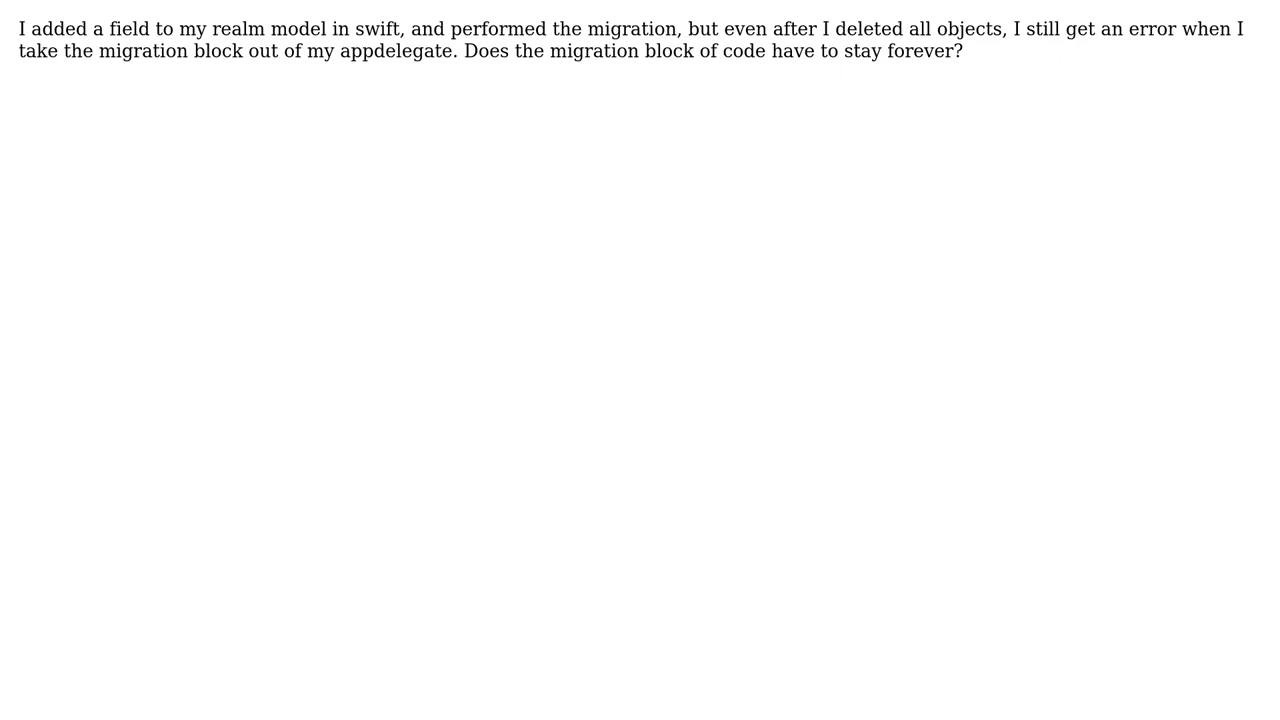 I added a field to my realm model in swift, and performed the migration, but even after I deleted all objects, I still get an error when I
take the migration block out of my appdelegate. Does the migration block of code have to stay forever?